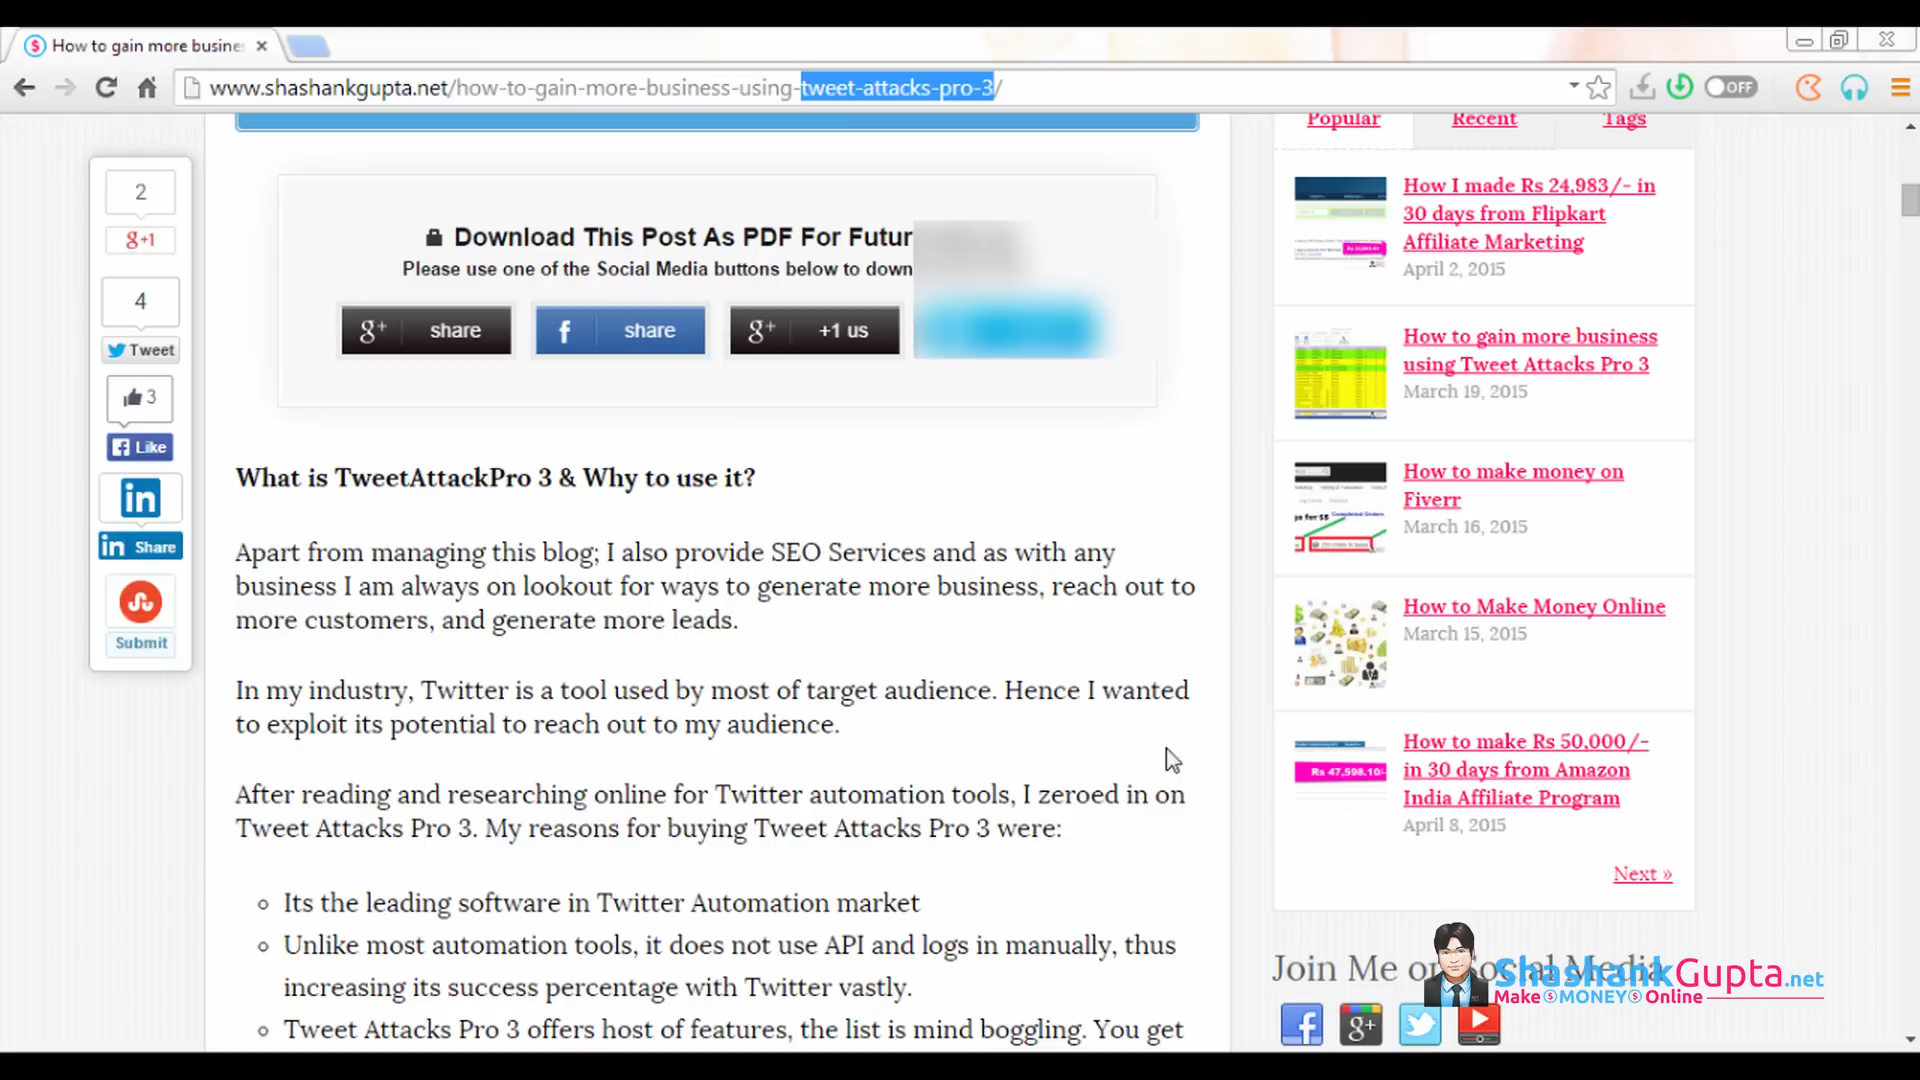 How to gain more busine
www.shashankgupta.net/how-to-gain-more-business-using-tweet-attacks-pro-3/
OFF
2
g+1
4
Tweet
3
Like
in
in Share
Submit
Download This Post As PDF For Futur
Please use one of the Social Media buttons below to down
g+ share
f share
g+ +1 us
What is TweetAttackPro 3 & Why to use it?
Apart from managing this blog; I also provide SEO Services and as with any
business I am always on lookout for ways to generate more business, reach out to
more customers, and generate more leads.
In my industry, Twitter is a tool used by most of target audience. Hence I wanted
to exploit its potential to reach out to my audience.
After reading and researching online for Twitter automation tools, I zeroed in on
Tweet Attacks Pro 3. My reasons for buying Tweet Attacks Pro 3 were:
Its the leading software in Twitter Automation market
Unlike most automation tools, it does not use API and logs in manually, thus
increasing its success percentage with Twitter vastly.
Tweet Attacks Pro 3 offers host of features, the list is mind boggling. You get
Popular Recent Tags
How I made Rs 24,983/- in
30 days from Flipkart
Affiliate Marketing
April 2, 2015
How to gain more business
using Tweet Attacks Pro 3
March 19, 2015
How to make money on
Fiverr
March 16, 2015
How to Make Money Online
March 15, 2015
Rs 47,598.10/-
How to make Rs 50,000/-
in 30 days from Amazon
India Affiliate Program
April 8, 2015
Next »
Join Me on Social Media
ShashankGupta.net
Make MONEY Online
f g+